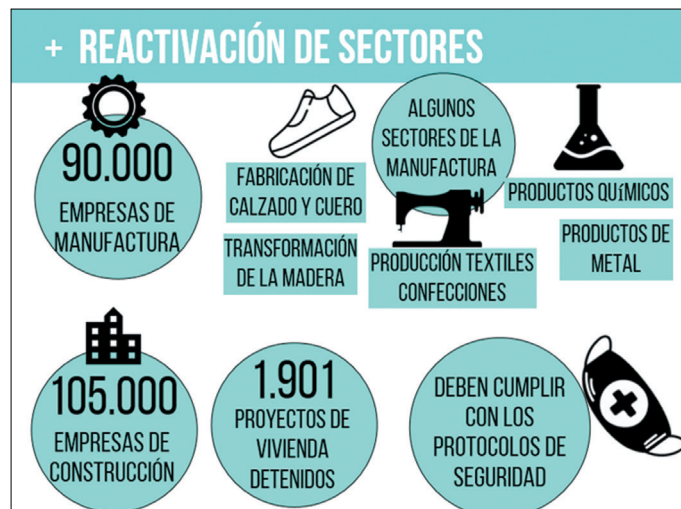 + REACTIVACIÓN DE SECTORES
90.000
EMPRESAS DE
MANUFACTURA
FABRICACIÓN DE
CALZADO Y CUERO
TRANSFORMACIÓN
DE LA MADERA
ALGUNOS
SECTORES DE LA
MANUFACTURA
PRODUCCIÓN TEXTILES
CONFECCIONES
PRODUCTOS QUíMICOS
PRODUCTOS DE
METAL
105.000
EMPRESAS DE
CONSTRUCCIÓN
1.901
PROYECTOS DE
VIVIENDA
DETENIDOS
DEBEN CUMPLIR
CON LOS
PROTOCOLOS DE
SEGURIDAD